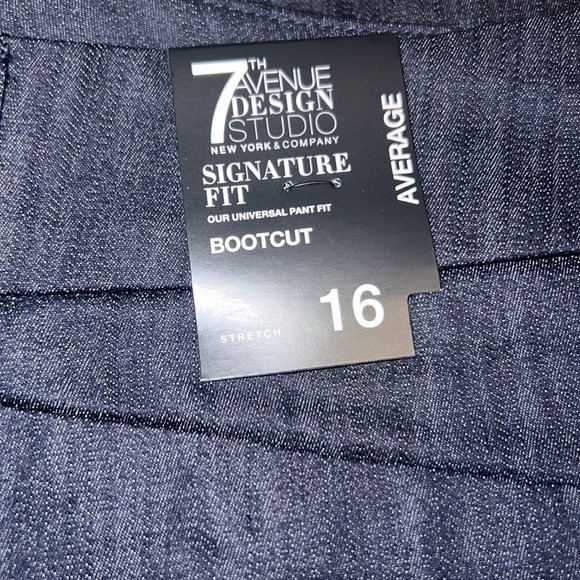 7TH
AVENUE
DESIGN
STUDIO
NEW YORK & COMPANY
SIGNATURE
FIT
OUR UNIVERSAL PANT FIT
BOOTCUT
16
STRETCH
AVERAGE